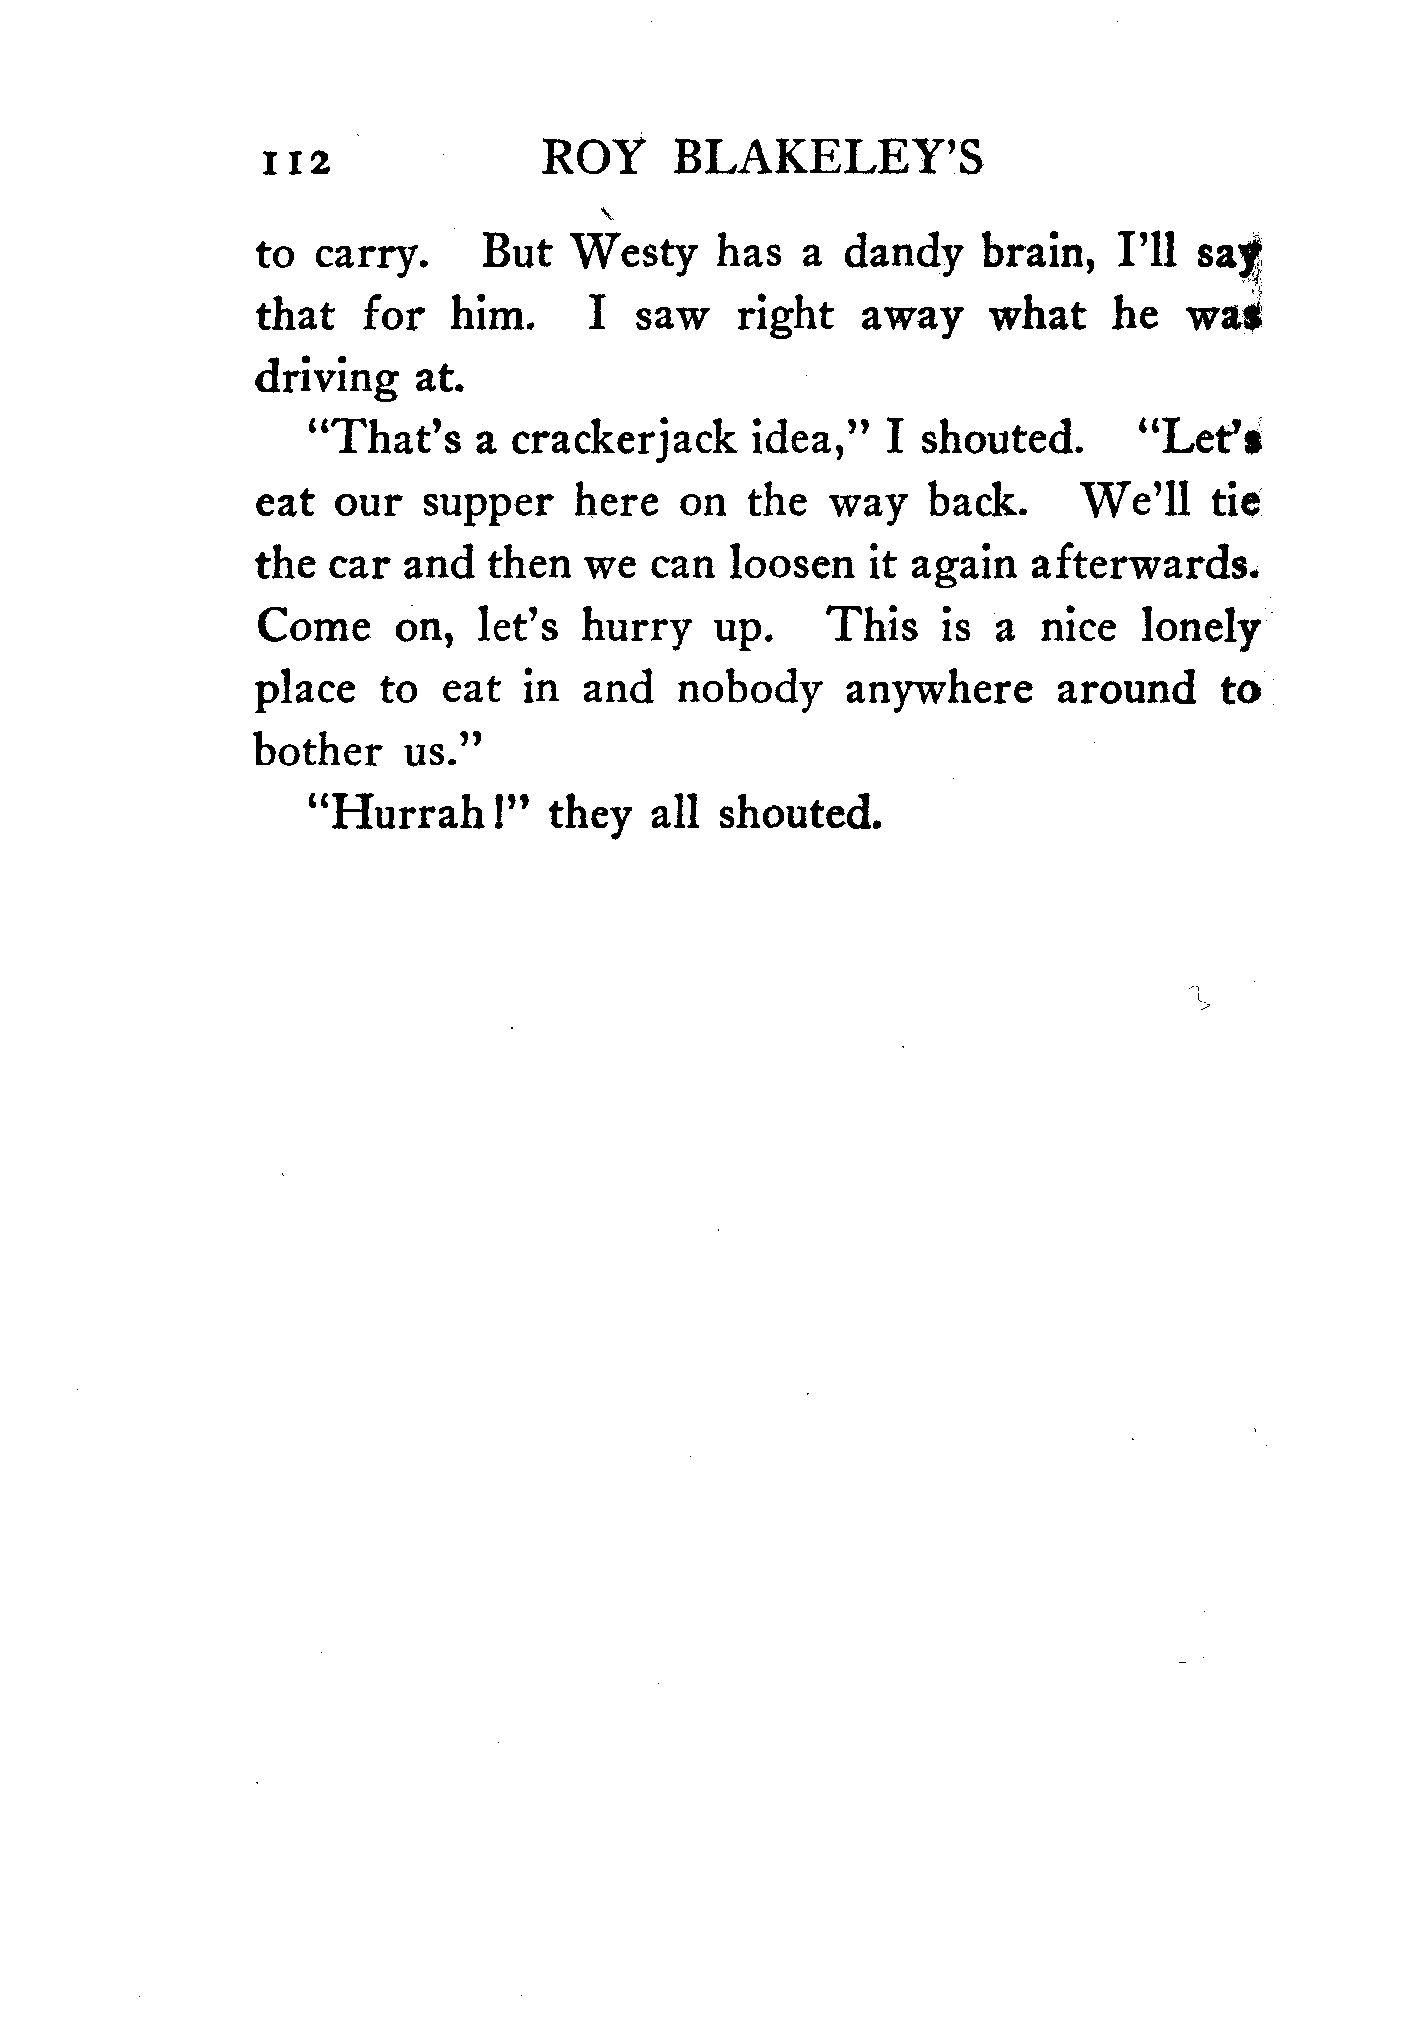 112 ROY BLAKELEY'S
to carry. But Westy has a dandy brain, I'll say
that for him. I saw right away what he was
driving at.
"That's a crackerjack idea," I shouted. "Let's
eat our supper here on the way back. We'll tie
the car and then we can loosen it again afterwards.
Come on, let's hurry up. This is a nice lonely
place to eat in and nobody anywhere around to
bother us."
"Hurrah!" they all shouted.